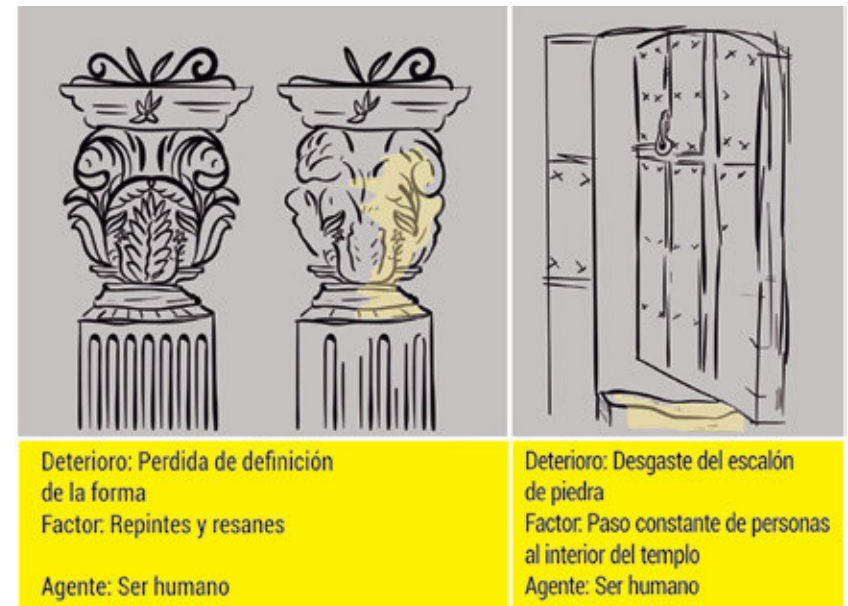 Deterioro: Perdida de definición
de la forma
Factor: Repintes y resanes
Agente: Ser humano
Deterioro: Desgaste del escalón
de piedra
Factor: Paso constante de personas
al interior del templo
Agente: Ser humano